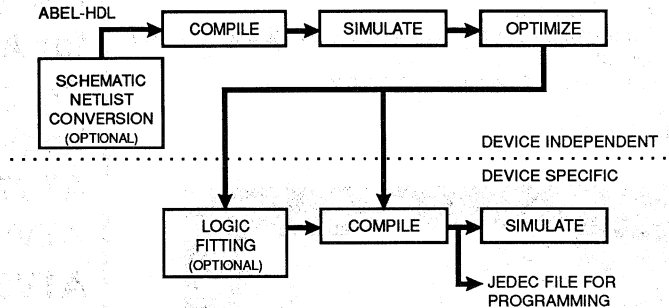 ABEL-HDL
COMPILE
SIMULATE
OPTIMIZE
SCHEMATIC
NETLIST
CONVERSION
(OPTIONAL)
DEVICE INDEPENDENT
DEVICE SPECIFIC
LOGIC
FITTING
(OPTIONAL)
COMPILE
SIMULATE
JEDEC FILE FOR
PROGRAMMING